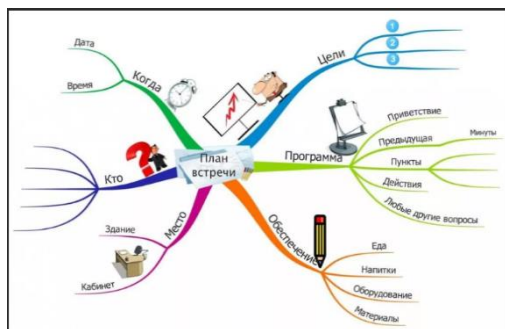 План
встречи
Цели
1
2
3
Программа
Приветствие
Предыдущая
Минуты
Пункты
Действия
Любые другие вопросы
Обеспечение
Еда
Напитки
Оборудование
Материалы
Место
Здание
Кабинет
Кто
Когда
Дата
Время